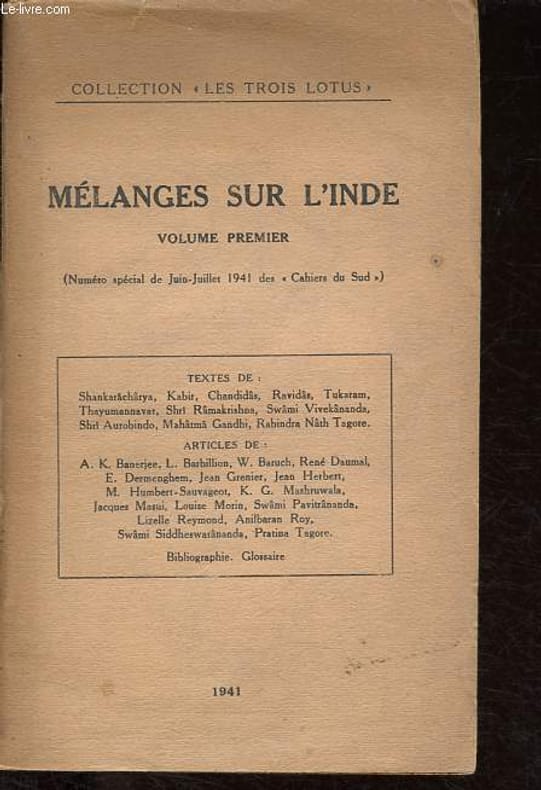 Le-livre.com
COLLECTION « LES TROIS LOTUS »
MÉLANGES SUR L'INDE
VOLUME PREMIER
(Numéro spécial de Juin-Juillet 1941 des « Cahiers du Sud »)
TEXTES DE :
Shankarâchârya, Kabir, Chandidâs, Ravidâs, Tukaram,
Thayumannavar, Shrî Râmakrishna, Swâmi Vivekânanda,
Shrî Aurobindo, Mahâtmâ Gandhi, Rabindra Nâth Tagore.
ARTICLES DE :
A. K. Banerjee, L. Barbillion, W. Baruch, René Daumal,
E. Dermenghem, Jean Grenier, Jean Herbert,
M. Humbert-Sauvageot, K. G. Mashruwala,
Jacques Masui, Louise Morin, Swâmi Pavitrânanda,
Lizelle Reymond, Anilbaran Roy,
Swâmi Siddheswarânanda, Pratina Tagore.
Bibliographie. Glossaire
1941